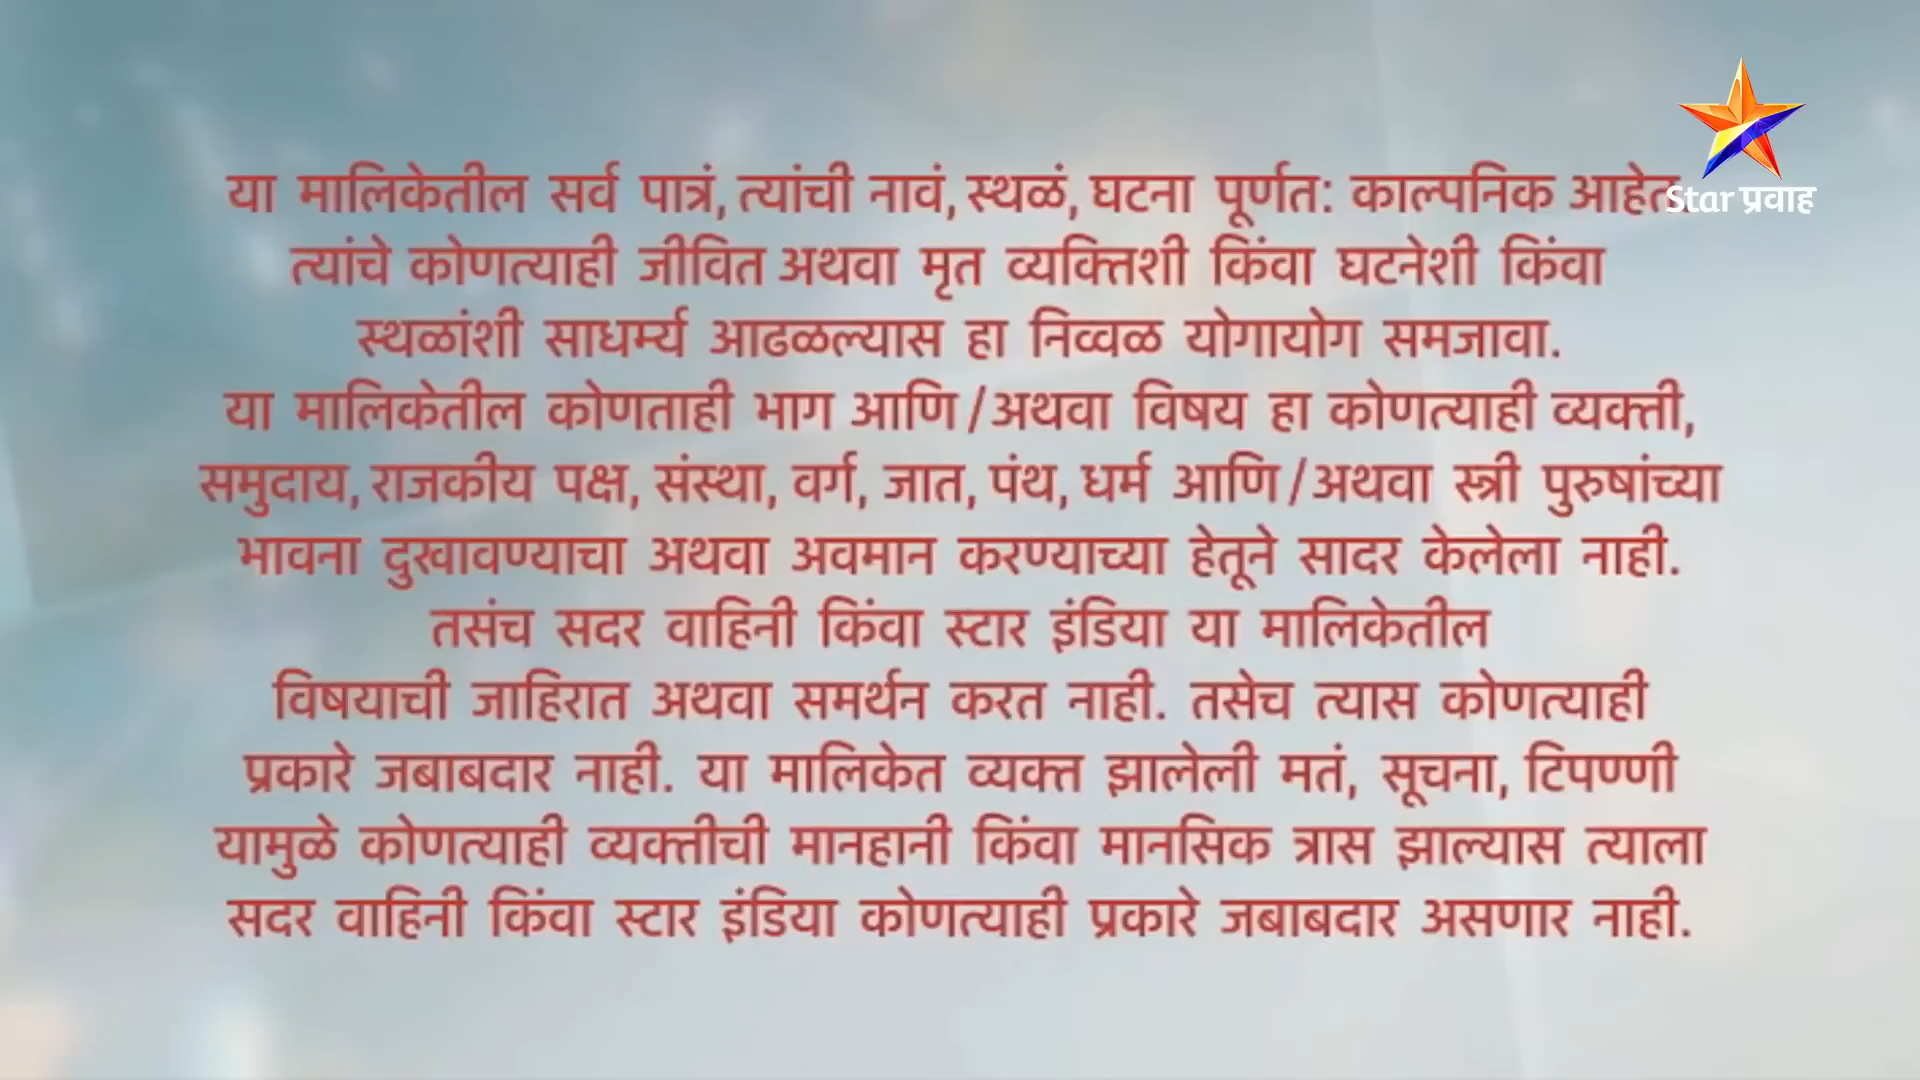 या मालिकेतील सर्व पात्रं, त्यांची नावं, स्थळं, घटना पूर्णत: काल्पनिक आहेत.
Star प्रवाह
त्यांचे कोणत्याही जीवित अथवा मृत व्यक्तिशी किंवा घटनेशी किंवा
स्थळांशी साधर्म्य आढळल्यास हा निव्वळ योगायोग समजावा.
या मालिकेतील कोणताही भाग आणि/अथवा विषय हा कोणत्याही व्यक्ती,
समुदाय, राजकीय पक्ष, संस्था, वर्ग, जात, पंथ, धर्म आणि/अथवा स्त्री पुरुषांच्या
भावना दुखावण्याचा अथवा अवमान करण्याच्या हेतूने सादर केलेला नाही.
तसंच सदर वाहिनी किंवा स्टार इंडिया या मालिकेतील
विषयाची जाहिरात अथवा समर्थन करत नाही. तसेच त्यास कोणत्याही
प्रकारे जबाबदार नाही. या मालिकेत व्यक्त झालेली मतं, सूचना, टिपण्णी
यामुळे कोणत्याही व्यक्तीची मानहानी किंवा मानसिक त्रास झाल्यास त्याला
सदर वाहिनी किंवा स्टार इंडिया कोणत्याही प्रकारे जबाबदार असणार नाही.